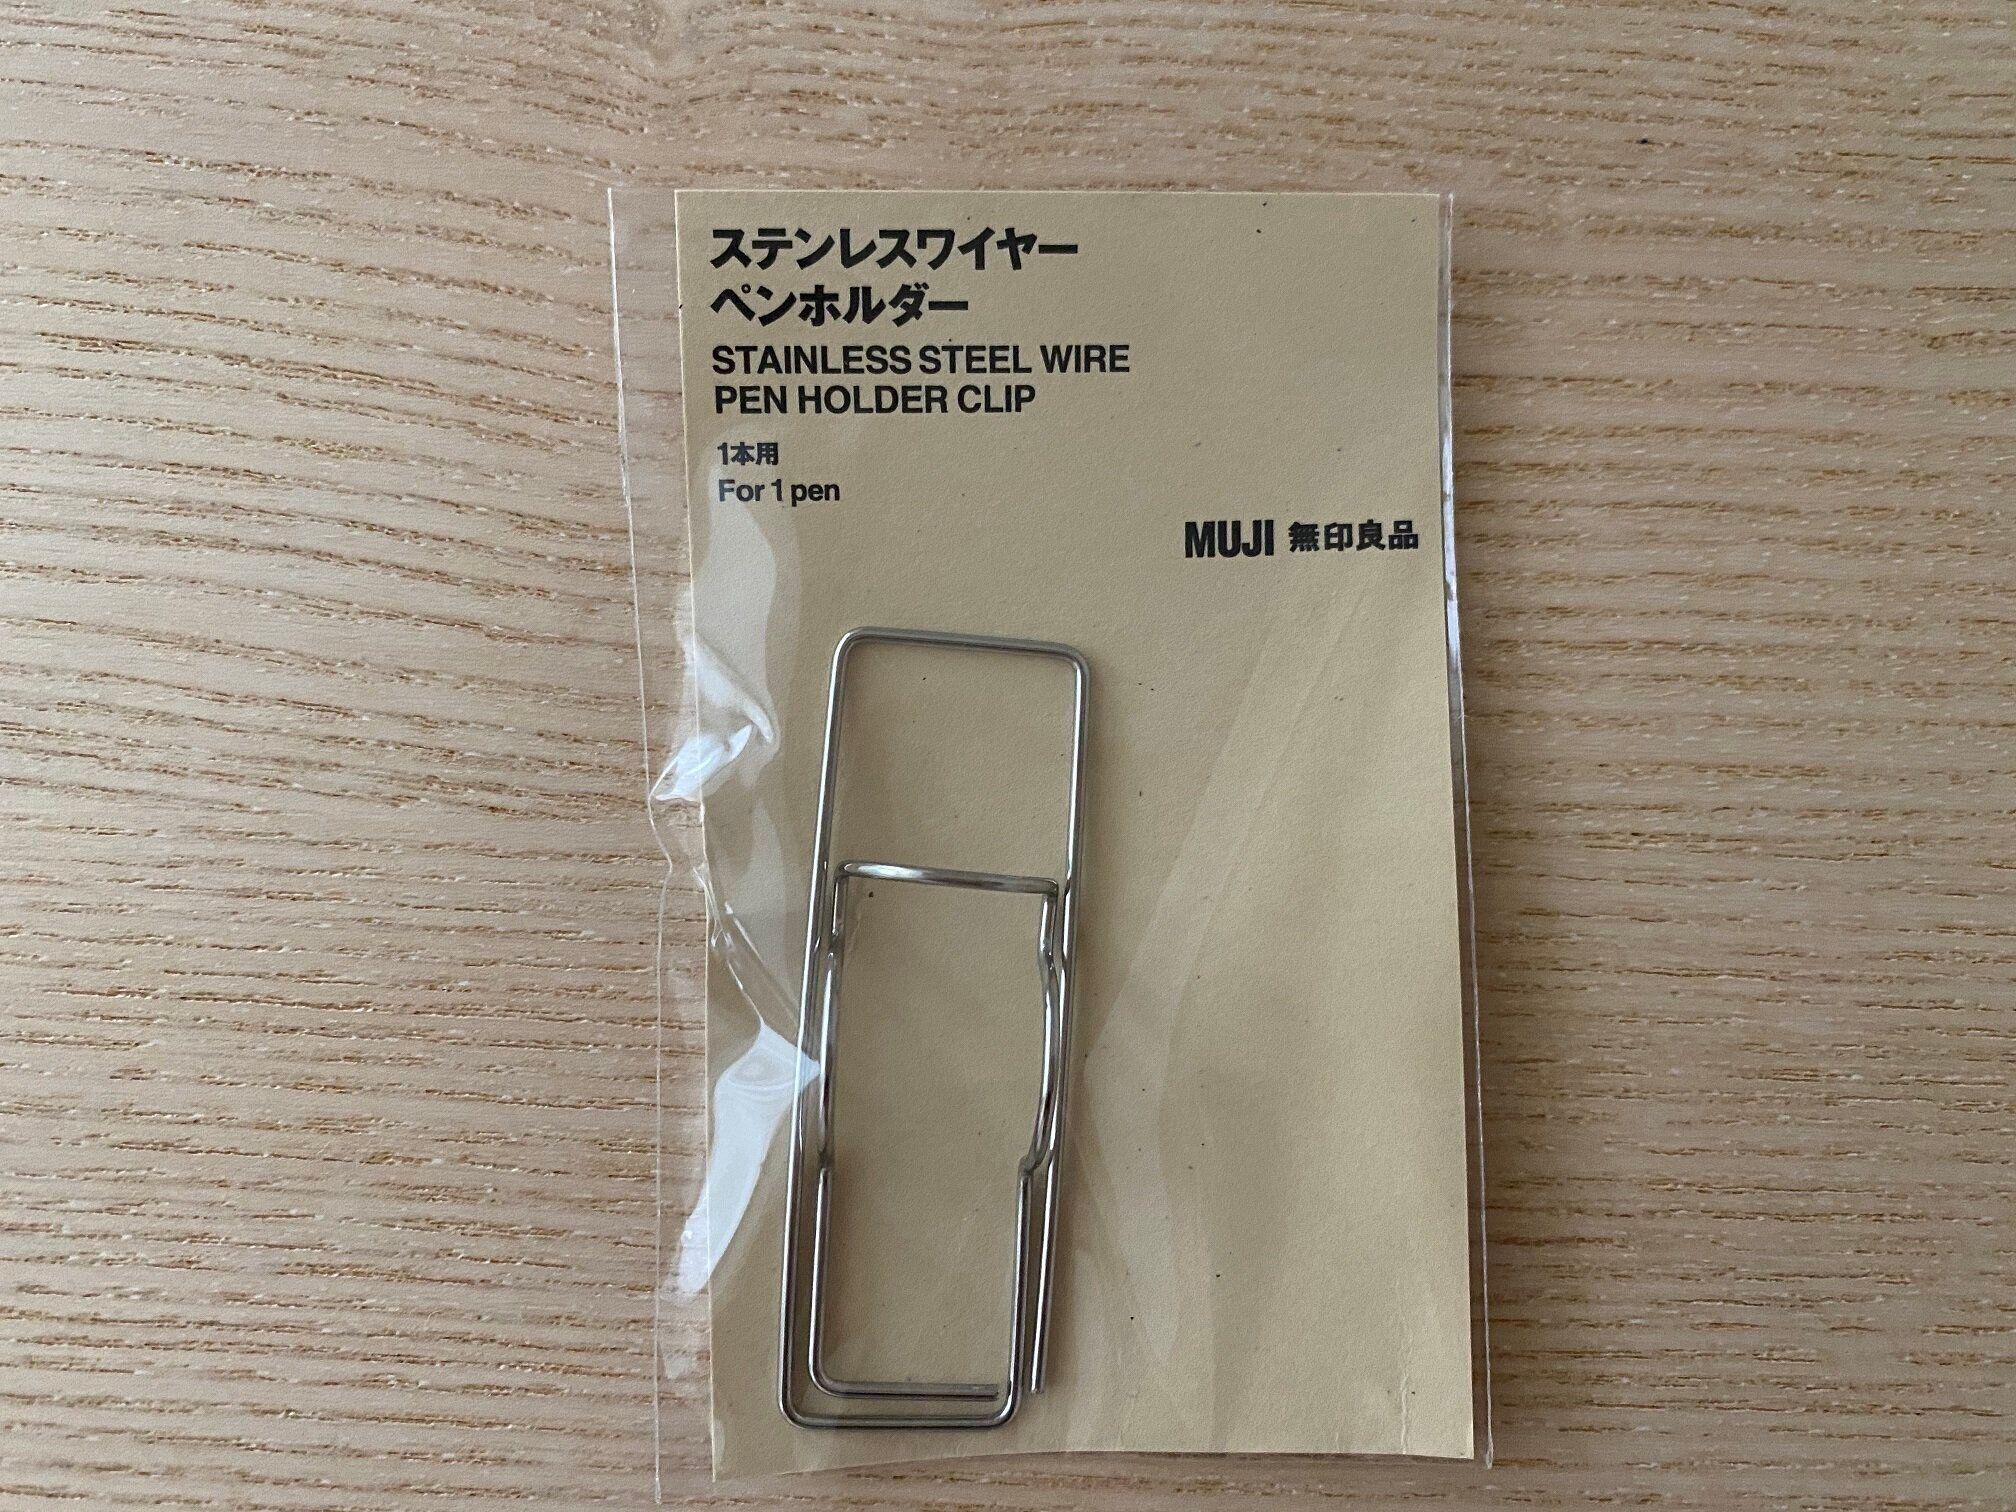 ステンレスワイヤー
ペンホルダー
STAINLESS STEEL WIRE
PEN HOLDER CLIP
1本用
For 1 pen
MUJI 無印良品